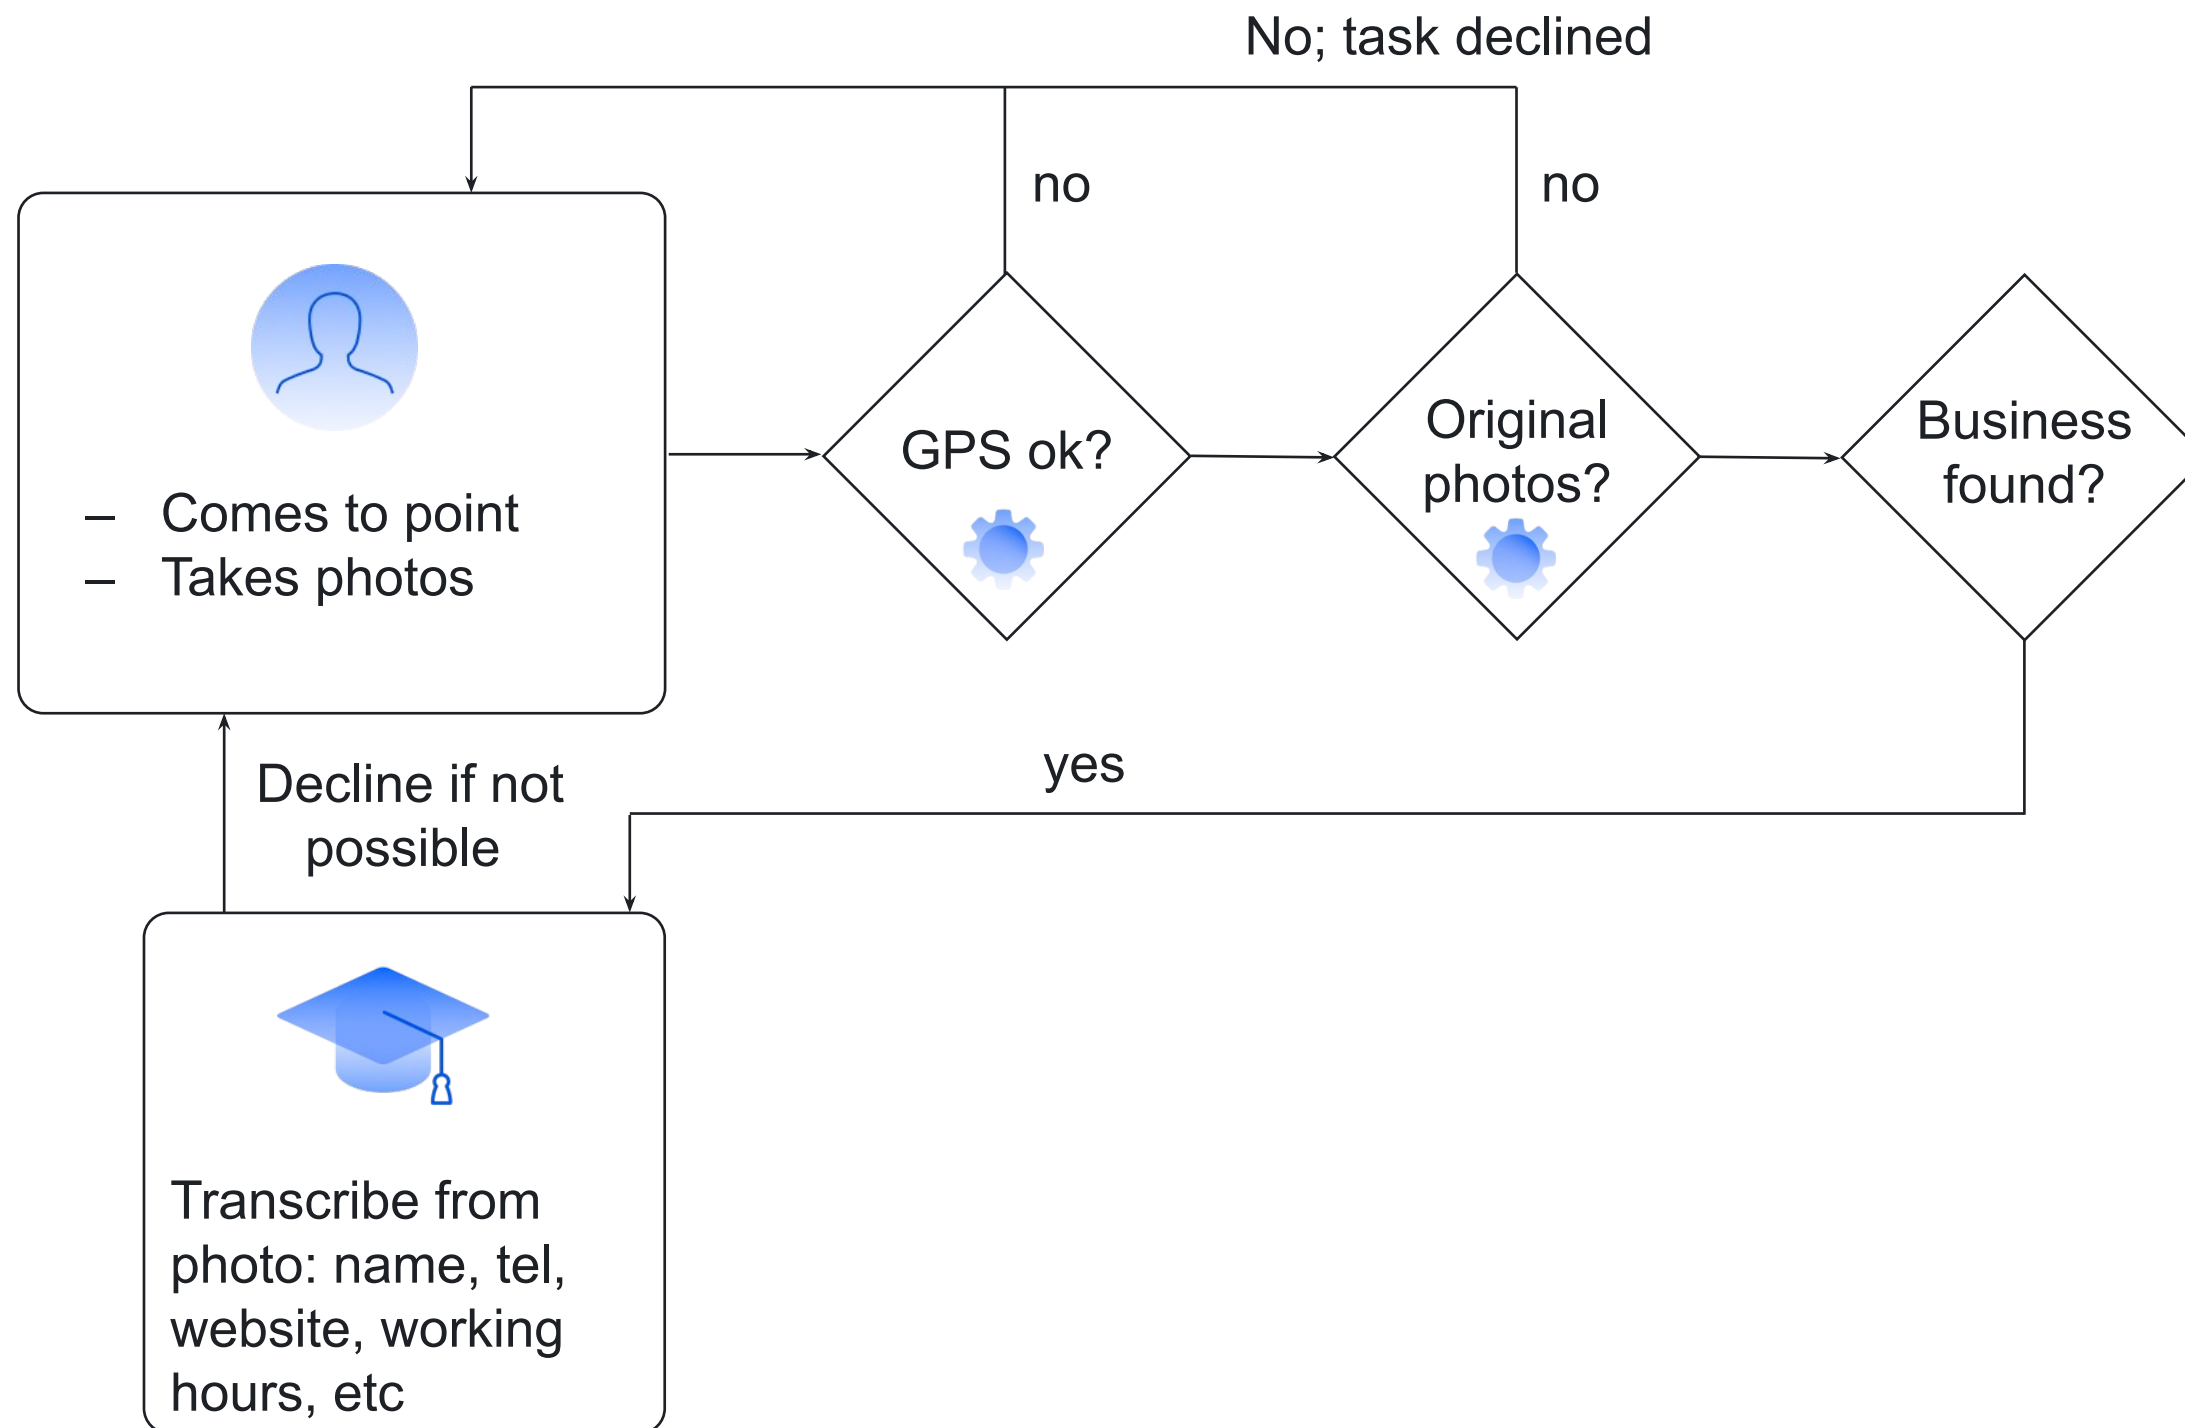 No; task declined
no
no
– Comes to point
– Takes photos
GPS ok?
Original
photos?
Business
found?
yes
Decline if not
possible
Transcribe from
photo: name, tel,
website, working
hours, etc